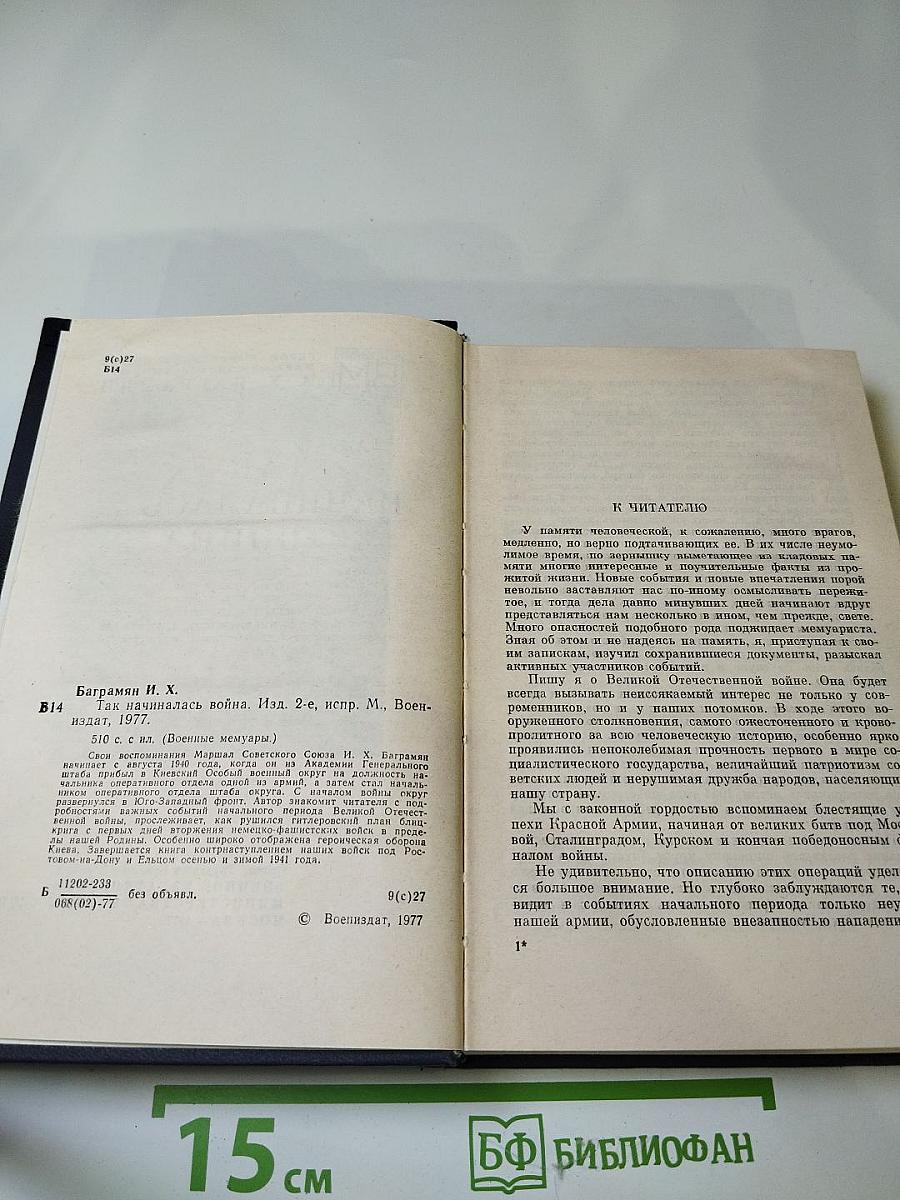 9(с)27
Б14
Баграмян И. Х.
Б14 Так начиналась война. Изд. 2-е, испр. М., Воен-
издат, 1977.
510 с. с ил. (Военные мемуары.)
Свои воспоминания Маршал Советского Союза И. Х. Баграмян
начинает с августа 1940 года, когда он из Академии Генерального
штаба прибыл в Киевский Особый военный округ на должность на-
чальника оперативного отдела одной из армий, а затем стал началь-
ником оперативного отдела штаба округа. С началом войны округ
развернулся в Юго-Западный фронт. Автор знакомит читателя с под-
робностями важных событий начального периода Великой Отечест-
венной войны, прослеживает, как рушился гитлеровский план блиц-
крига с первых дней вторжения немецко-фашистских войск в преде-
лы нашей Родины. Особенно широко отображена героическая оборона
Киева. Завершается книга контрнаступлением наших войск под Рос-
товом-на-Дону и Ельцом осенью и зимой 1941 года.
Б 11202-233
068(02)-77 без объявл. 9(с)27
© Воениздат, 1977
К ЧИТАТЕЛЮ
У памяти человеческой, к сожалению, много врагов,
медленно, но верно подтачивающих ее. В их числе неумо-
лимое время, по зернышку выметающее из кладовых па-
мяти многие интересные и поучительные факты из про-
житой жизни. Новые события и новые впечатления порой
невольно заставляют нас по-иному осмысливать пережи-
тое, и тогда дела давно минувших дней начинают вдруг
представляться нам несколько в ином, чем прежде, свете.
Много опасностей подобного рода поджидает мемуариста.
Зная об этом и не надеясь на память, я, приступая к сво-
им запискам, изучил сохранившиеся документы, разыскал
активных участников событий.
Пишу я о Великой Отечественной войне. Она будет
всегда вызывать неиссякаемый интерес не только у сов-
ременников, но и у наших потомков. В ходе этого во-
оруженного столкновения, самого ожесточенного и крово-
пролитного за всю человеческую историю, особенно ярко
проявились непоколебимая прочность первого в мире со
циалистического государства, величайший патриотизм со
ветских людей и нерушимая дружба народов, населяющи
нашу страну.
Мы с законной гордостью вспоминаем блестящие у
пехи Красной Армии, начиная от великих битв под Мос
вой, Сталинградом, Курском и кончая победоносным ф
налом войны.
Не удивительно, что описанию этих операций удел
ся большое внимание. Но глубоко заблуждаются те,
видит в событиях начального периода только неу
нашей армии, обусловленные внезапностью нападени
1*
15 см
БФ БИБЛИОФАН